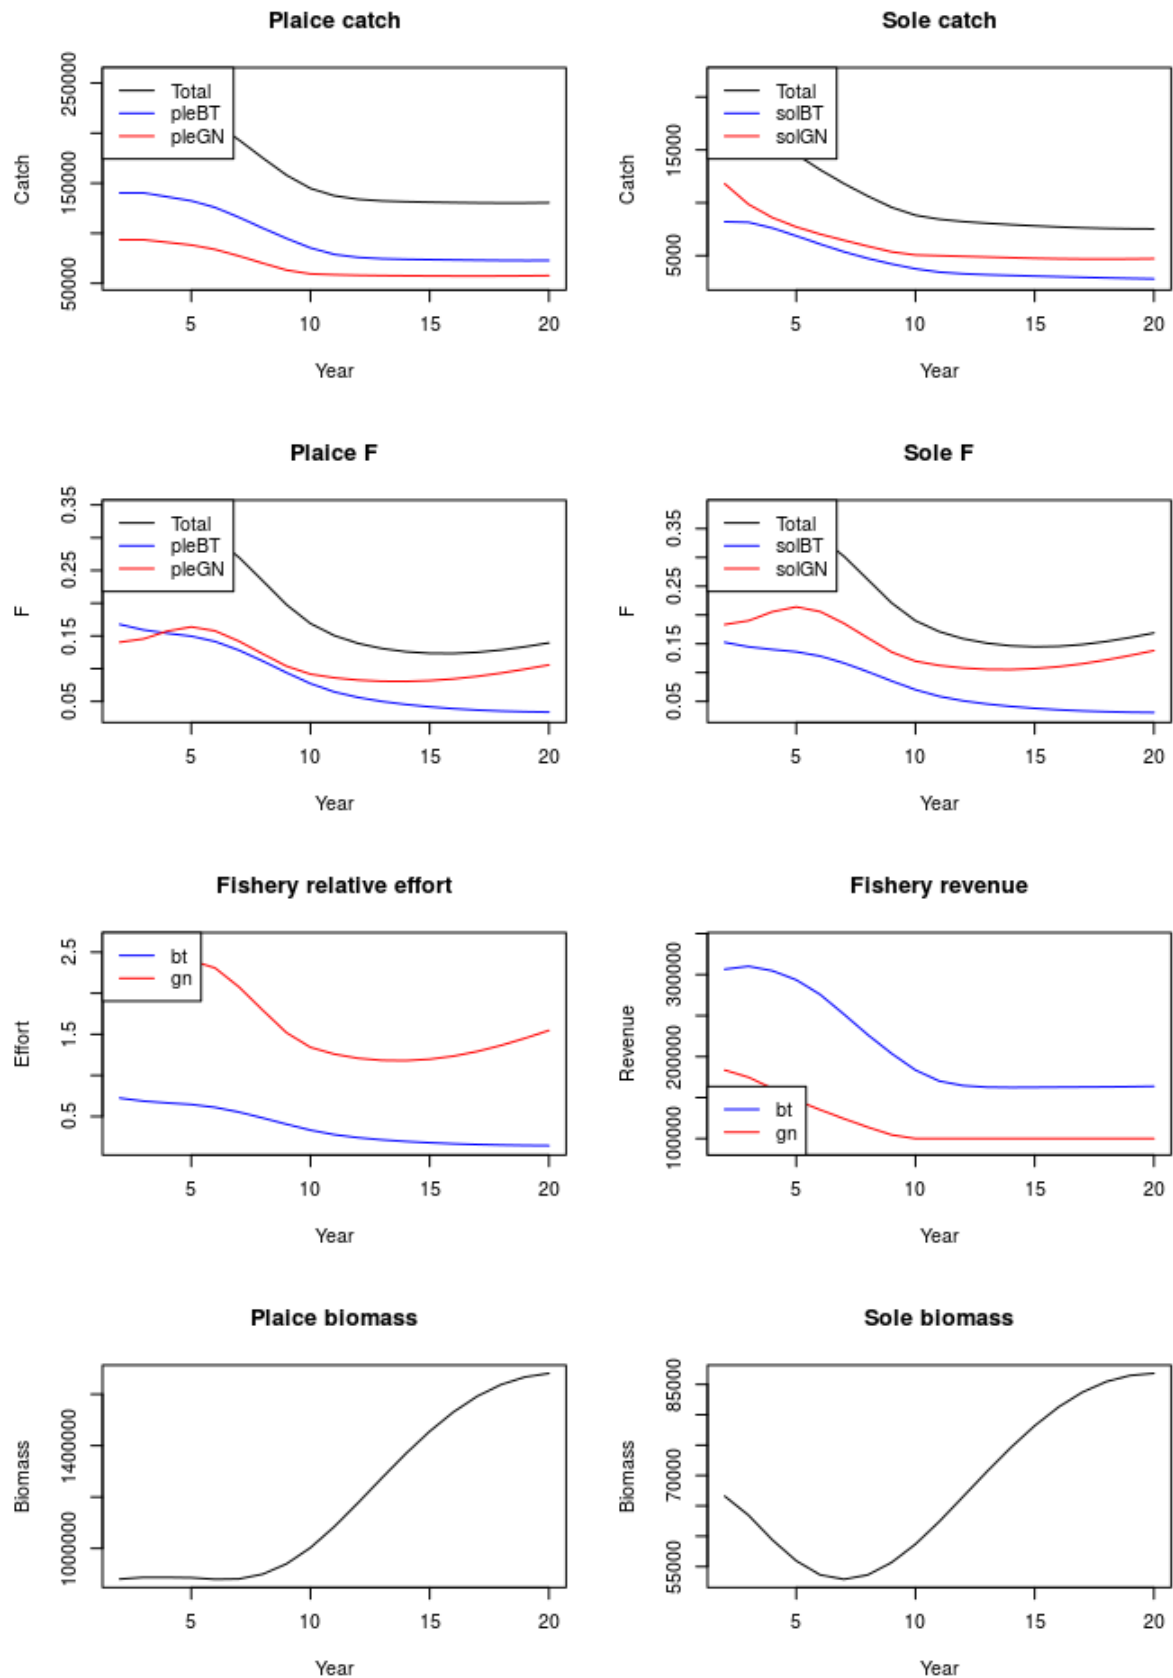 Plaice catch
Catch
250000
150000
50000
Total
pleBT
pleGN
5 10 15 20
Year
Sole catch
Catch
15000
5000
Total
solBT
solGN
5 10 15 20
Year
Plaice F
F
0.35
0.25
0.15
0.05
Total
pleBT
pleGN
5 10 15 20
Year
Sole F
F
0.35
0.25
0.15
0.05
Total
solBT
solGN
5 10 15 20
Year
Fishery relative effort
Effort
2.5
1.5
0.5
bt
gn
5 10 15 20
Year
Fishery revenue
Revenue
300000
200000
100000
bt
gn
5 10 15 20
Year
Plaice biomass
Biomass
1400000
1000000
5 10 15 20
Year
Sole biomass
Biomass
85000
70000
55000
5 10 15 20
Year